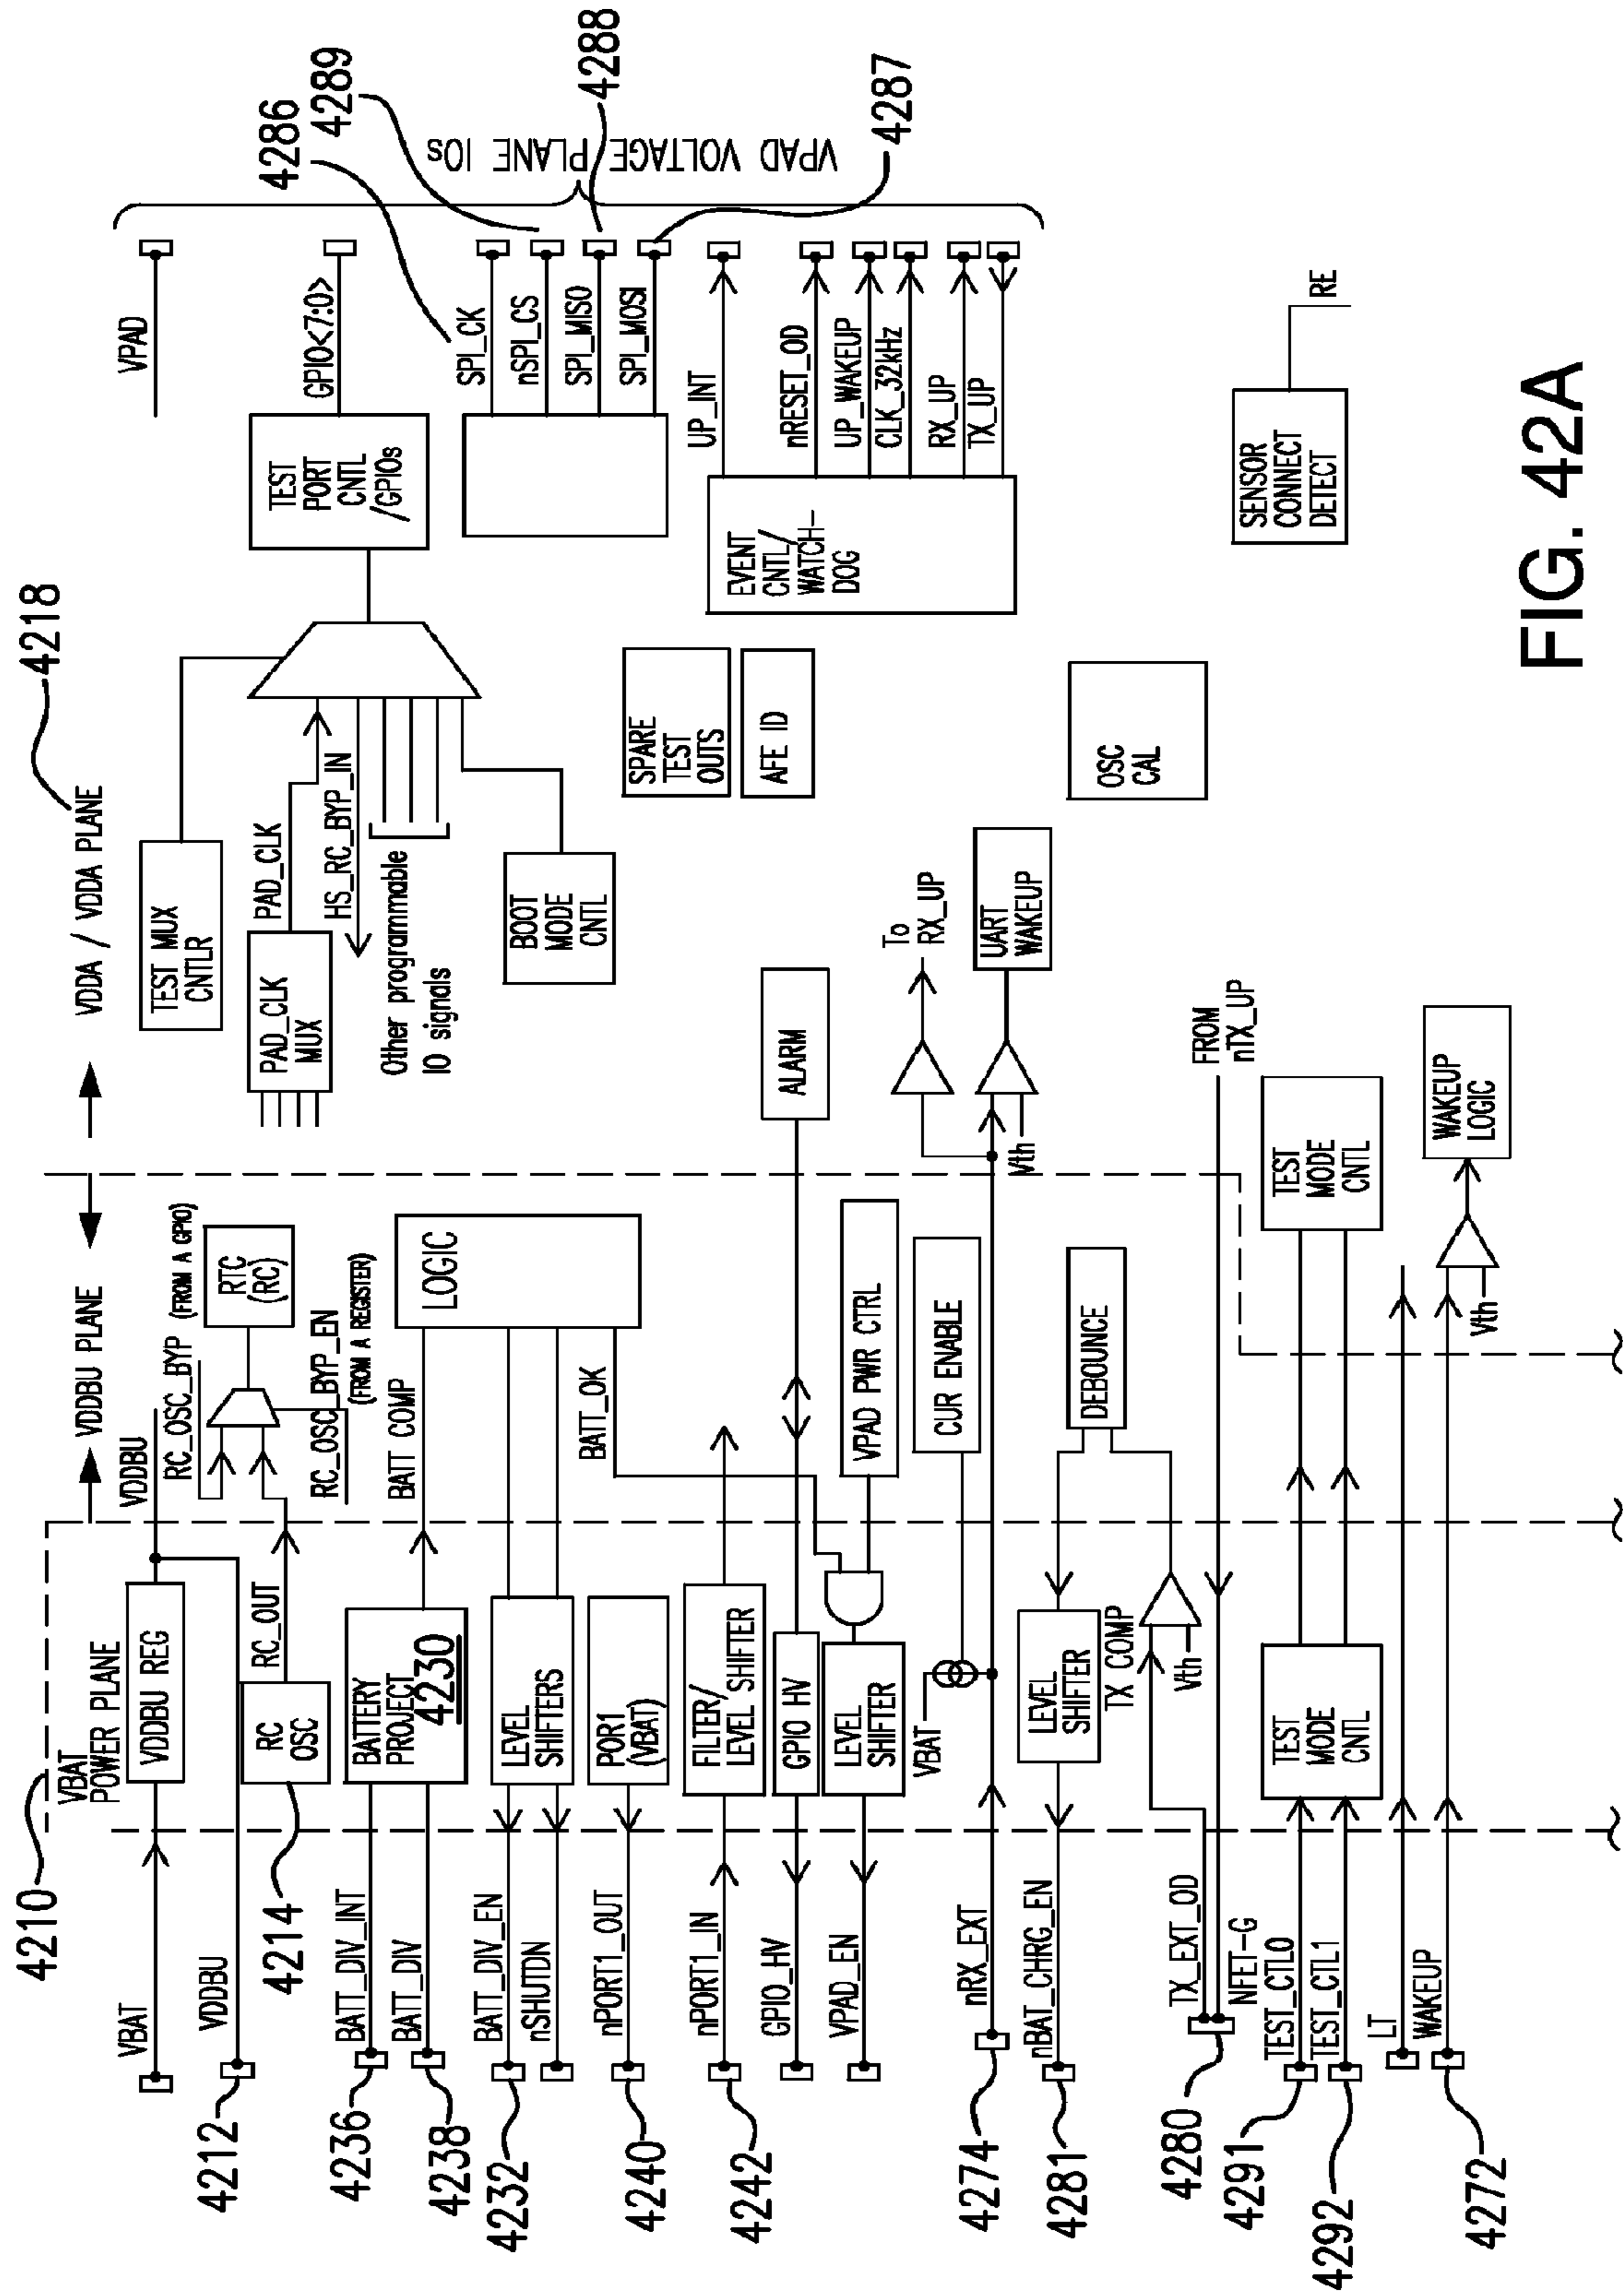 4210
VBAT
POWER PLANE
VDDBU PLANE
VDDA / VDDA PLANE
4218
VBAT
VDDBU REG
VDDBU
VPAD
VDDBU
4212
RC_OSC_BYP (FROM A GPIO)
RTC
(RC)
RC_OSC_BYP_EN
(FROM A REGISTER)
RC
OSC
RC_OUT
4214
TEST MUX
CNTLR
PAD_CLK
MUX
PAD_CLK
HS_RC_BYP_IN
Other programmable
IO signals
BOOT
MODE
CNTL
TEST
PORT
CNTL
/GPIOs
GPIO<7:0>
BATT_DIV_INT
4236
BATT_DIV
4238
BATTERY
PROJECT
4230
BATT COMP
LOGIC
BATT_OK
SPI_CK
nSPI_CS
SPI_MISO
SPI_MOSI
4286
4289
4288
4287
VPAD VOLTAGE PLANE IOs
BATT_DIV_EN
4232
nSHUTDN
LEVEL
SHIFTERS
nPORT1_OUT
4240
POR1
(VBAT)
nPORT1_IN
4242
FILTER/
LEVEL SHIFTER
SPARE
TEST
OUTS
AFE ID
UP_INT
nRESET_OD
UP_WAKEUP
CLK_32kHz
RX_UP
TX_UP
EVENT
CNTL/
WATCH-
DOG
GPIO_HV
GPIO HV
ALARM
VPAD_EN
LEVEL
SHIFTER
VPAD PWR CTRL
CUR ENABLE
VBAT
nRX_EXT
4274
Vth
To
RX_UP
UART
WAKEUP
OSC
CAL
nBAT_CHRG_EN
4281
LEVEL
SHIFTER
DEBOUNCE
TX COMP
Vth
TX_EXT_OD
4280
NFET-G
FROM
nTX_UP
SENSOR
CONNECT
DETECT
RE
TEST_CTL0
4291
TEST_CTL1
4292
TEST
MODE
CNTL
TEST
MODE
CNTL
LT
WAKEUP
4272
Vth
WAKEUP
LOGIC
FIG. 42A